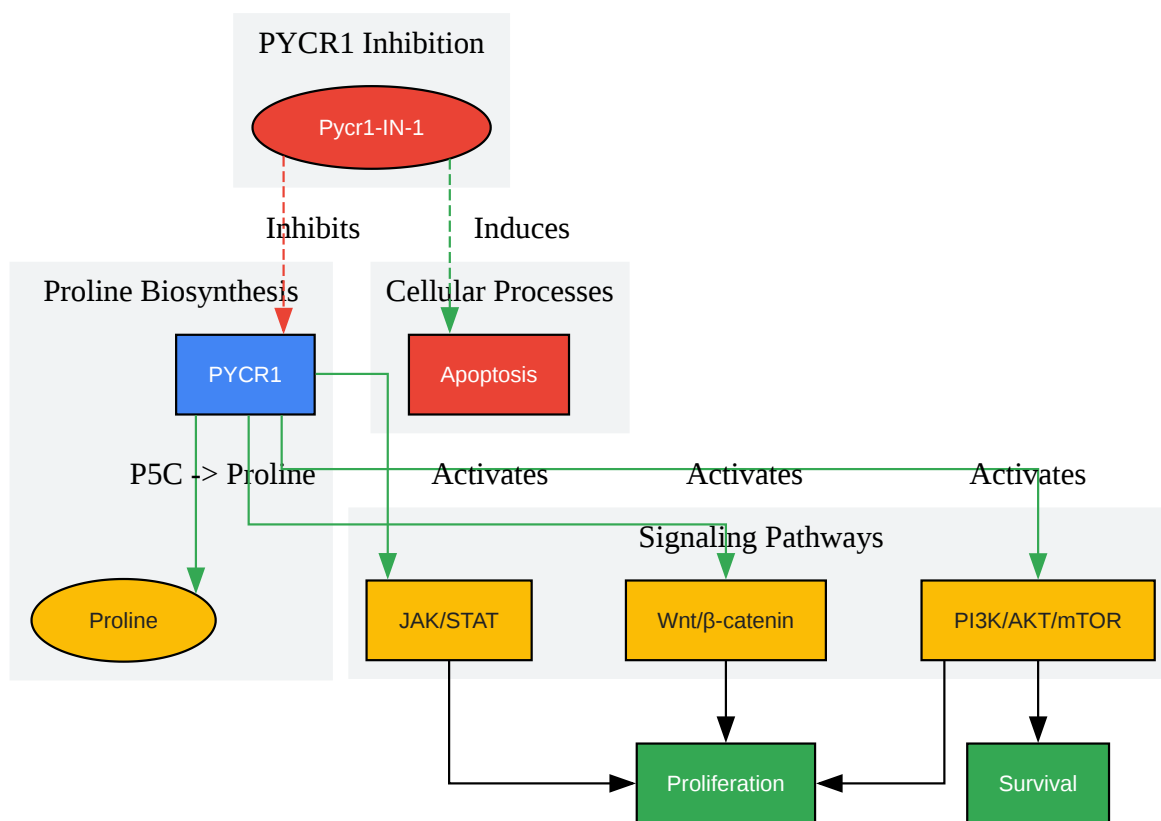 PYCR1 Inhibition
Pycr1-IN-1
Inhibits
Induces
Proline Biosynthesis
Cellular Processes
PYCR1
Apoptosis
P5C -> Proline
Activates
Activates
Activates
Signaling Pathways
Proline
JAK/STAT
Wnt/β-catenin
PI3K/AKT/mTOR
Proliferation
Survival